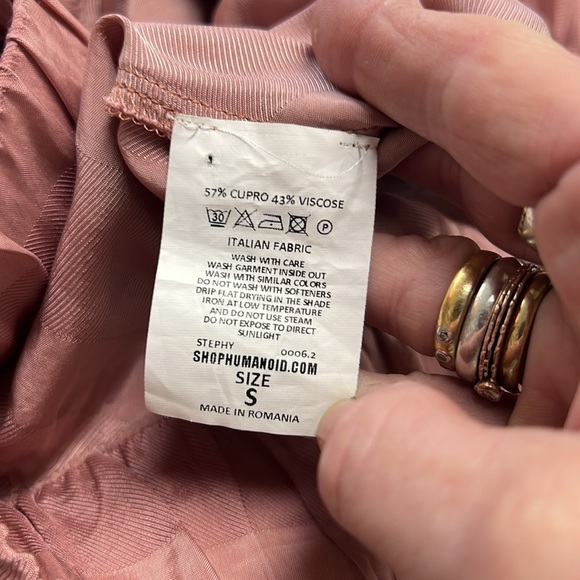 57% CUPRO 43% VISCOSE
30 P
ITALIAN FABRIC
WASH WITH CARE
WASH GARMENT INSIDE OUT
WASH WITH SIMILAR COLORS
DO NOT WASH WITH SOFTENERS
DRIP FLAT DRYING IN THE SHADE
IRON AT LOW TEMPERATURE
AND DO NOT USE STEAM
DO NOT EXPOSE TO DIRECT
SUNLIGHT
STEPHY 0006.2
SHOPHUMANOID.COM
SIZE
S
MADE IN ROMANIA